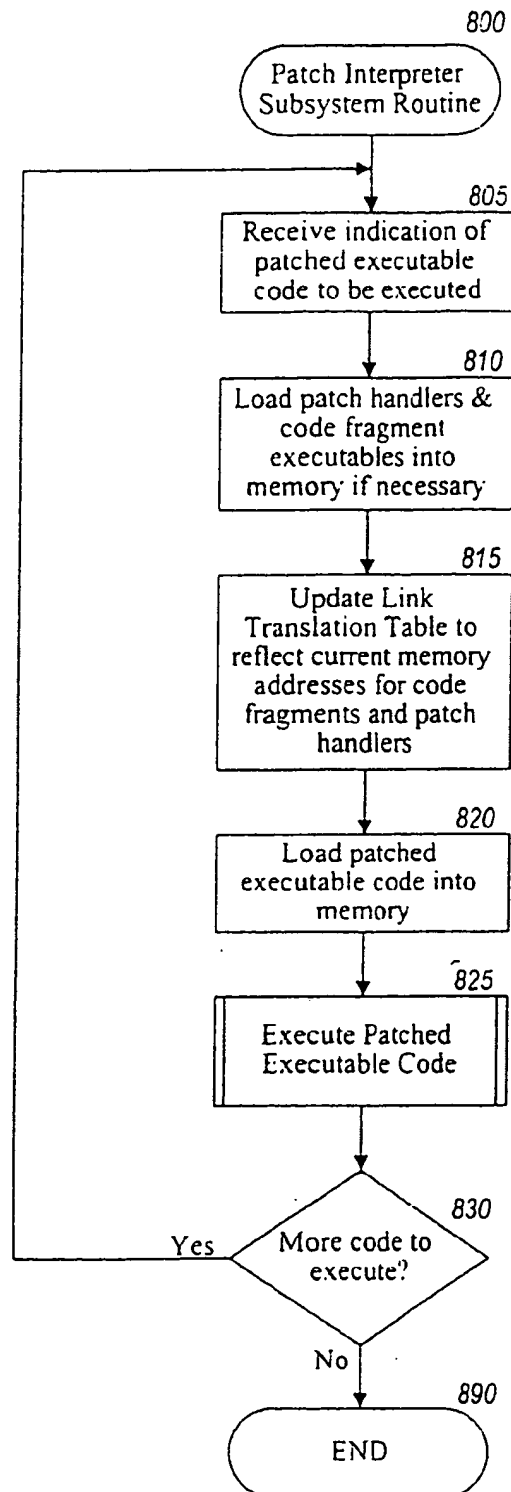 800
Patch Interpreter
Subsystem Routine
805
Receive indication of
patched executable
code to be executed
810
Load patch handlers &
code fragment
executables into
memory if necessary
815
Update Link
Translation Table to
reflect current memory
addresses for code
fragments and patch
handlers
820
Load patched
executable code into
memory
825
Execute Patched
Executable Code
830
Yes
More code to
execute?
No
890
END